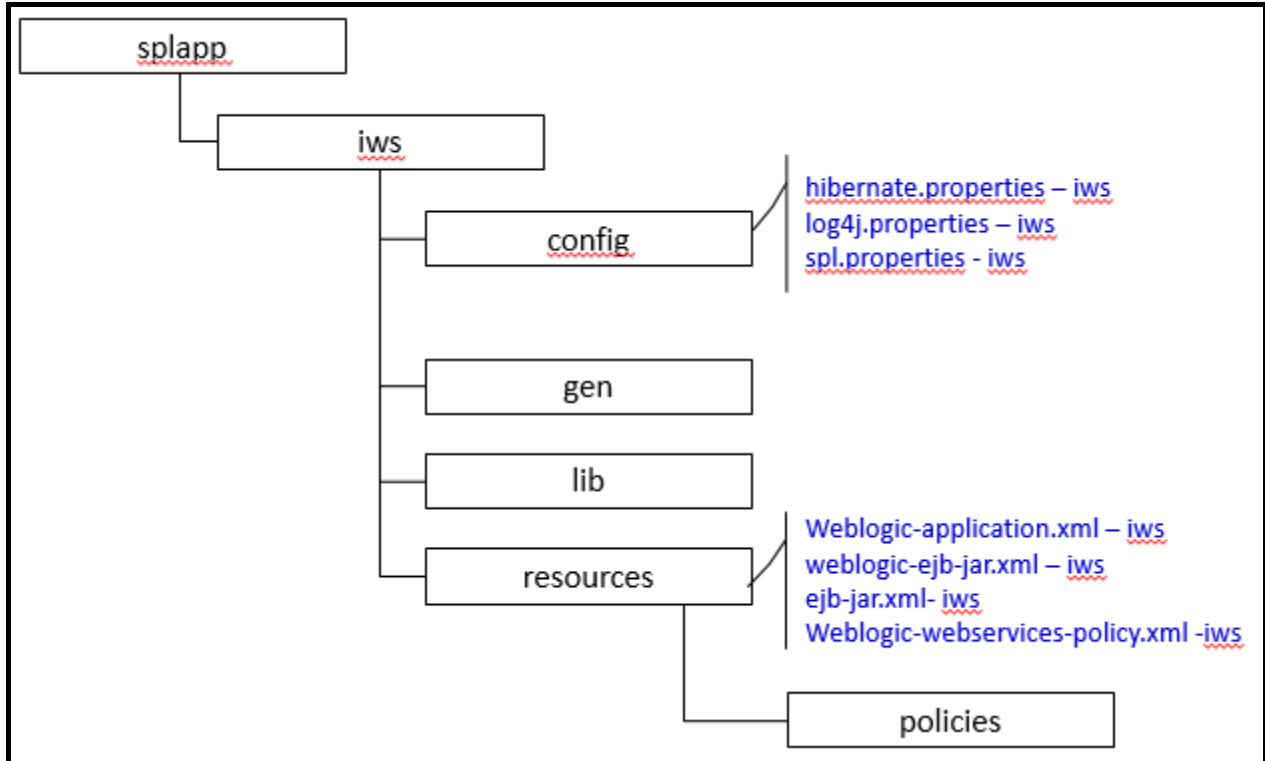 splapp
iws
config
hibernate.properties – iws
log4j.properties – iws
spl.properties - iws
gen
lib
resources
Weblogic-application.xml – iws
weblogic-ejb-jar.xml – iws
ejb-jar.xml- iws
Weblogic-webservices-policy.xml -iws
policies